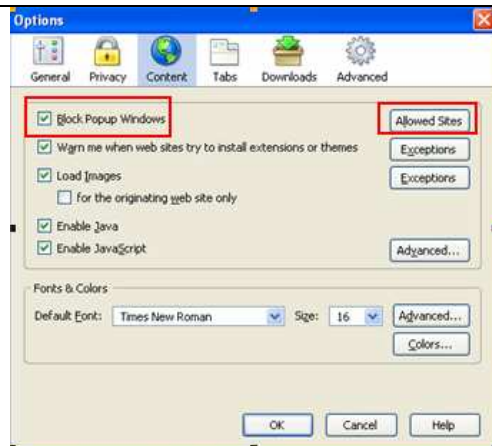 Options
General Privacy Content Tabs Downloads Advanced
Block Popup Windows Allowed Sites
Warn me when web sites try to install extensions or themes Exceptions
Load Images Exceptions
for the originating web site only
Enable Java
Enable JavaScript Advanced...
Fonts & Colors
Default Font: Times New Roman Size: 16 Advanced...
Colors...
OK Cancel Help